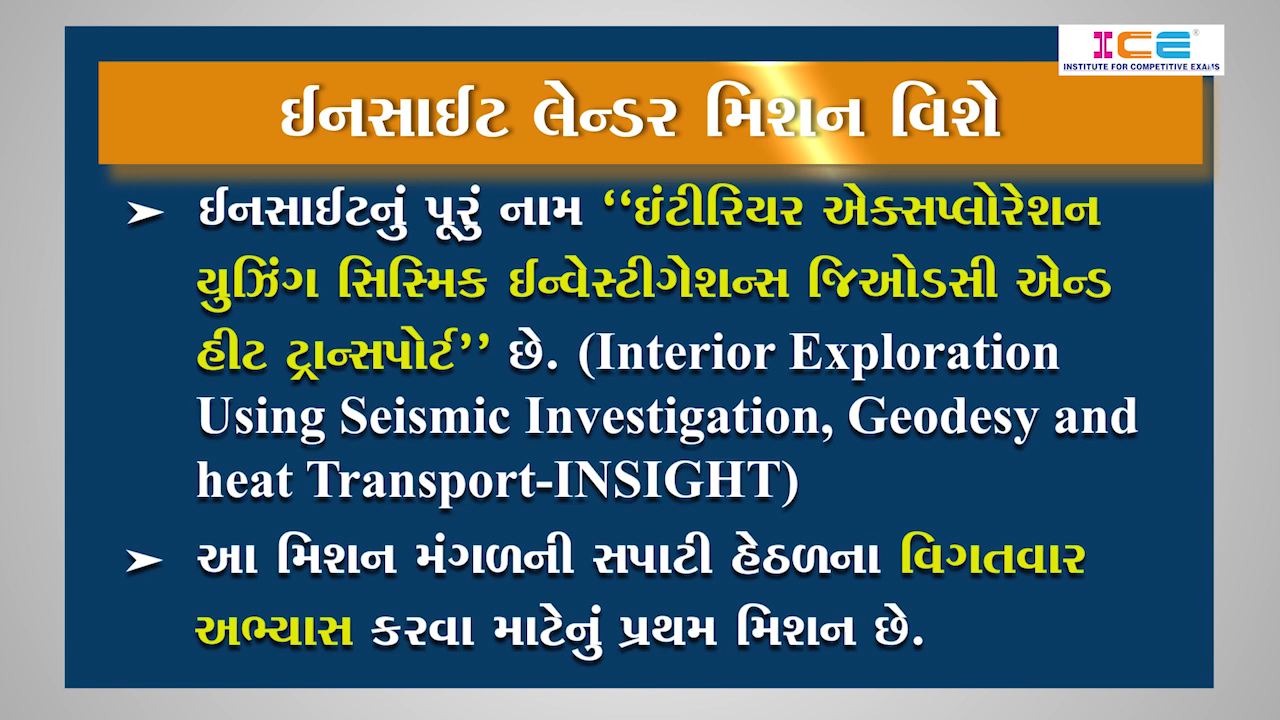 ICE®
INSTITUTE FOR COMPETITIVE EXAMS
ઈનસાઈટ લેન્ડર મિશન વિશે
➤ ઈનસાઈટનું પૂરું નામ “ઇંટીરિયર એક્સપ્લોરેશન
યુઝિંગ સિસ્મિક ઈન્વેસ્ટીગેશન્સ જિઓડસી એન્ડ
હીટ ટ્રાન્સપોર્ટ” છે. (Interior Exploration
Using Seismic Investigation, Geodesy and
heat Transport-INSIGHT)
➤ આ મિશન મંગળની સપાટી હેઠળના વિગતવાર
અભ્યાસ કરવા માટેનું પ્રથમ મિશન છે.